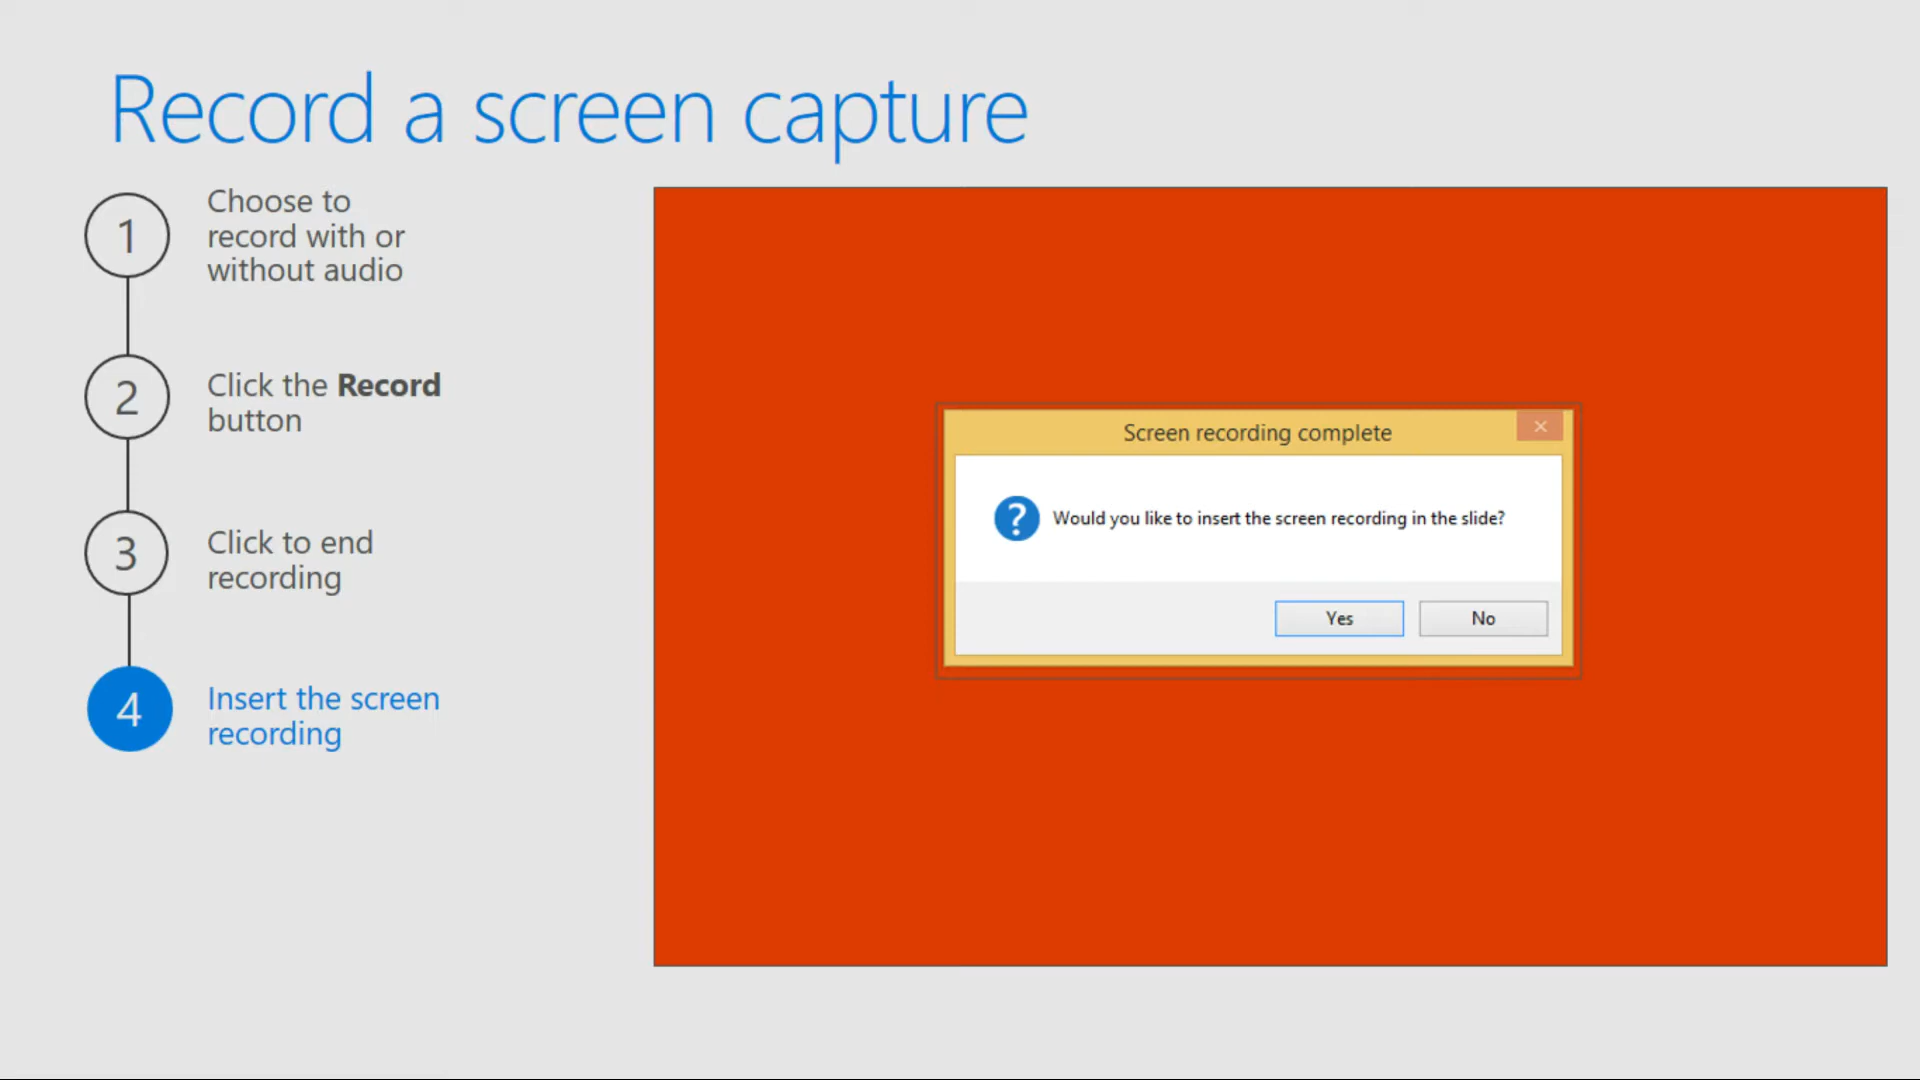 Record a screen capture
1
Choose to
record with or
without audio
2
Click the Record
button
3
Click to end
recording
4
Insert the screen
recording
Screen recording complete
?
Would you like to insert the screen recording in the slide?
Yes
No